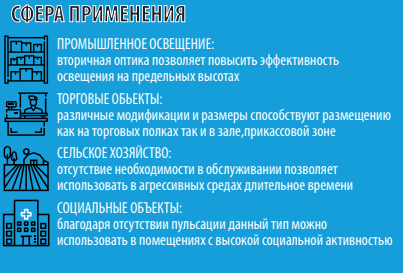 СФЕРА ПРИМЕНЕНИЯ
ПРОМЫШЛЕННОЕ ОСВЕЩЕНИЕ:
вторичная оптика позволяет повысить эффективность
освещения на предельных высотах
ТОРГОВЫЕ ОБЬЕКТЫ:
различные модификации и размеры способствуют размещению
как на торговых полках так и в зале,прикассовой зоне
СЕЛЬСКОЕ ХОЗЯЙСТВО:
отсутствие необходимости в обслуживании позволяет
использовать в агрессивных средах длительное времени
СОЦИАЛЬНЫЕ ОБЪЕКТЫ:
благодаря отсутствии пульсации данный тип можно
использовать в помещениях с высокой социальной активностью